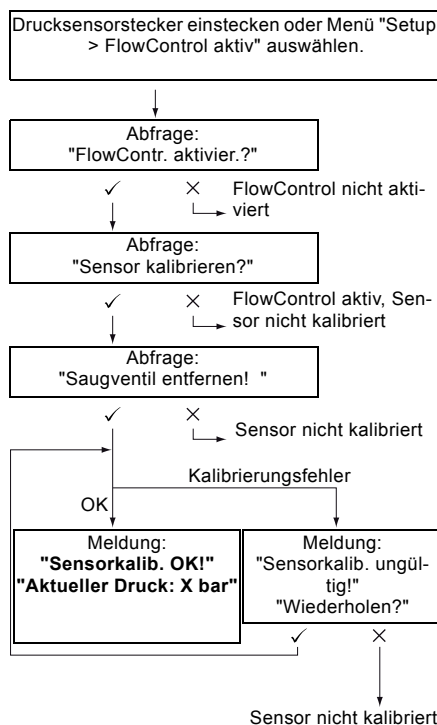 Drucksensorstecker einstecken oder Menü "Setup
> FlowControl aktiv" auswählen.
Abfrage:
"FlowContr. aktivier.?"
✓ ✕ FlowControl nicht akti-
viert
Abfrage:
"Sensor kalibrieren?"
✓ ✕ FlowControl aktiv, Sen-
sor nicht kalibriert
Abfrage:
"Saugventil entfernen! "
✓ ✕
Sensor nicht kalibriert
Kalibrierungsfehler
OK
Meldung:
"Sensorkalib. OK!"
"Aktueller Druck: X bar"
Meldung:
"Sensorkalib. ungül-
tig!"
"Wiederholen?"
✓ ✕
Sensor nicht kalibriert